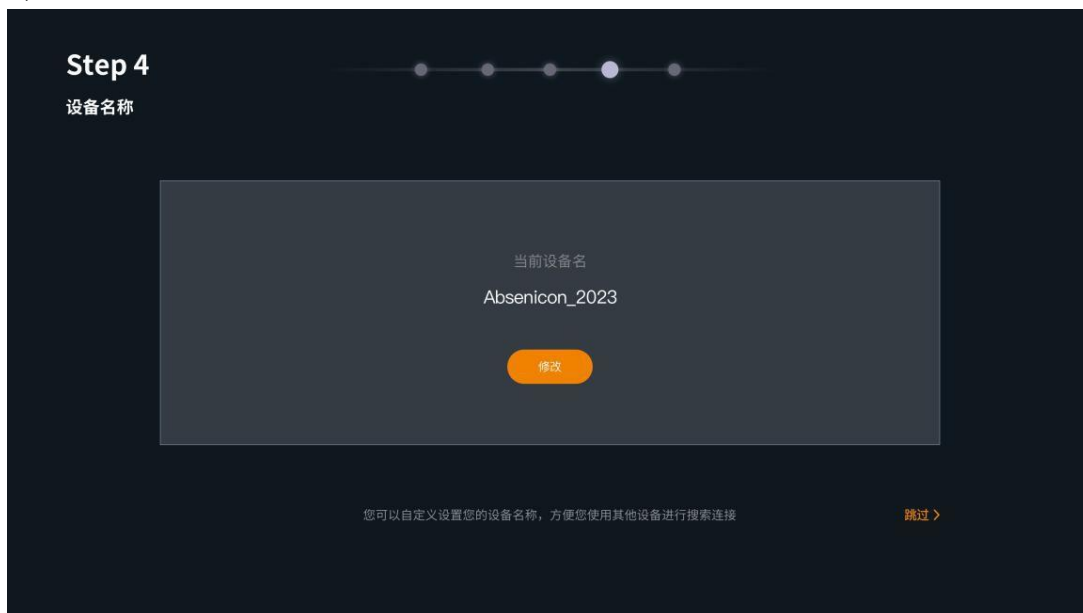 Step 4
设备名称
当前设备名
Absenicon_2023
修改
您可以自定义设置您的设备名称，方便您使用其他设备进行搜索连接
跳过 >